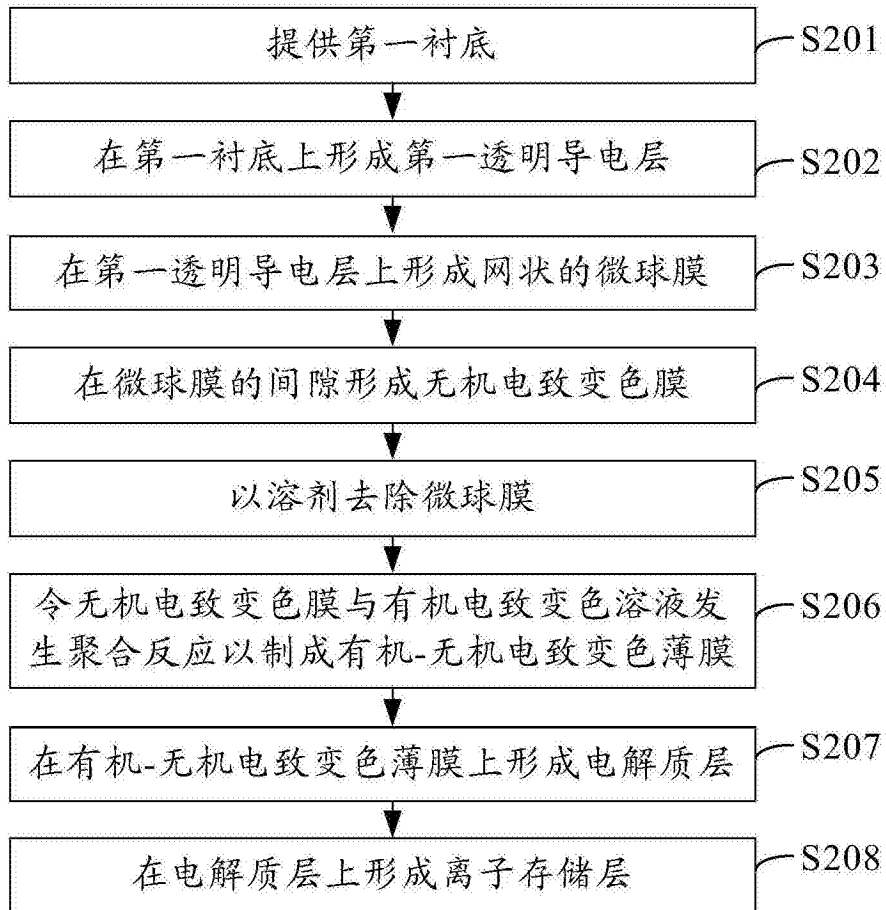 提供第一衬底
S201
在第一衬底上形成第一透明导电层
S202
在第一透明导电层上形成网状的微球膜
S203
在微球膜的间隙形成无机电致变色膜
S204
以溶剂去除微球膜
S205
令无机电致变色膜与有机电致变色溶液发
生聚合反应以制成有机-无机电致变色薄膜
S206
在有机-无机电致变色薄膜上形成电解质层
S207
在电解质层上形成离子存储层
S208